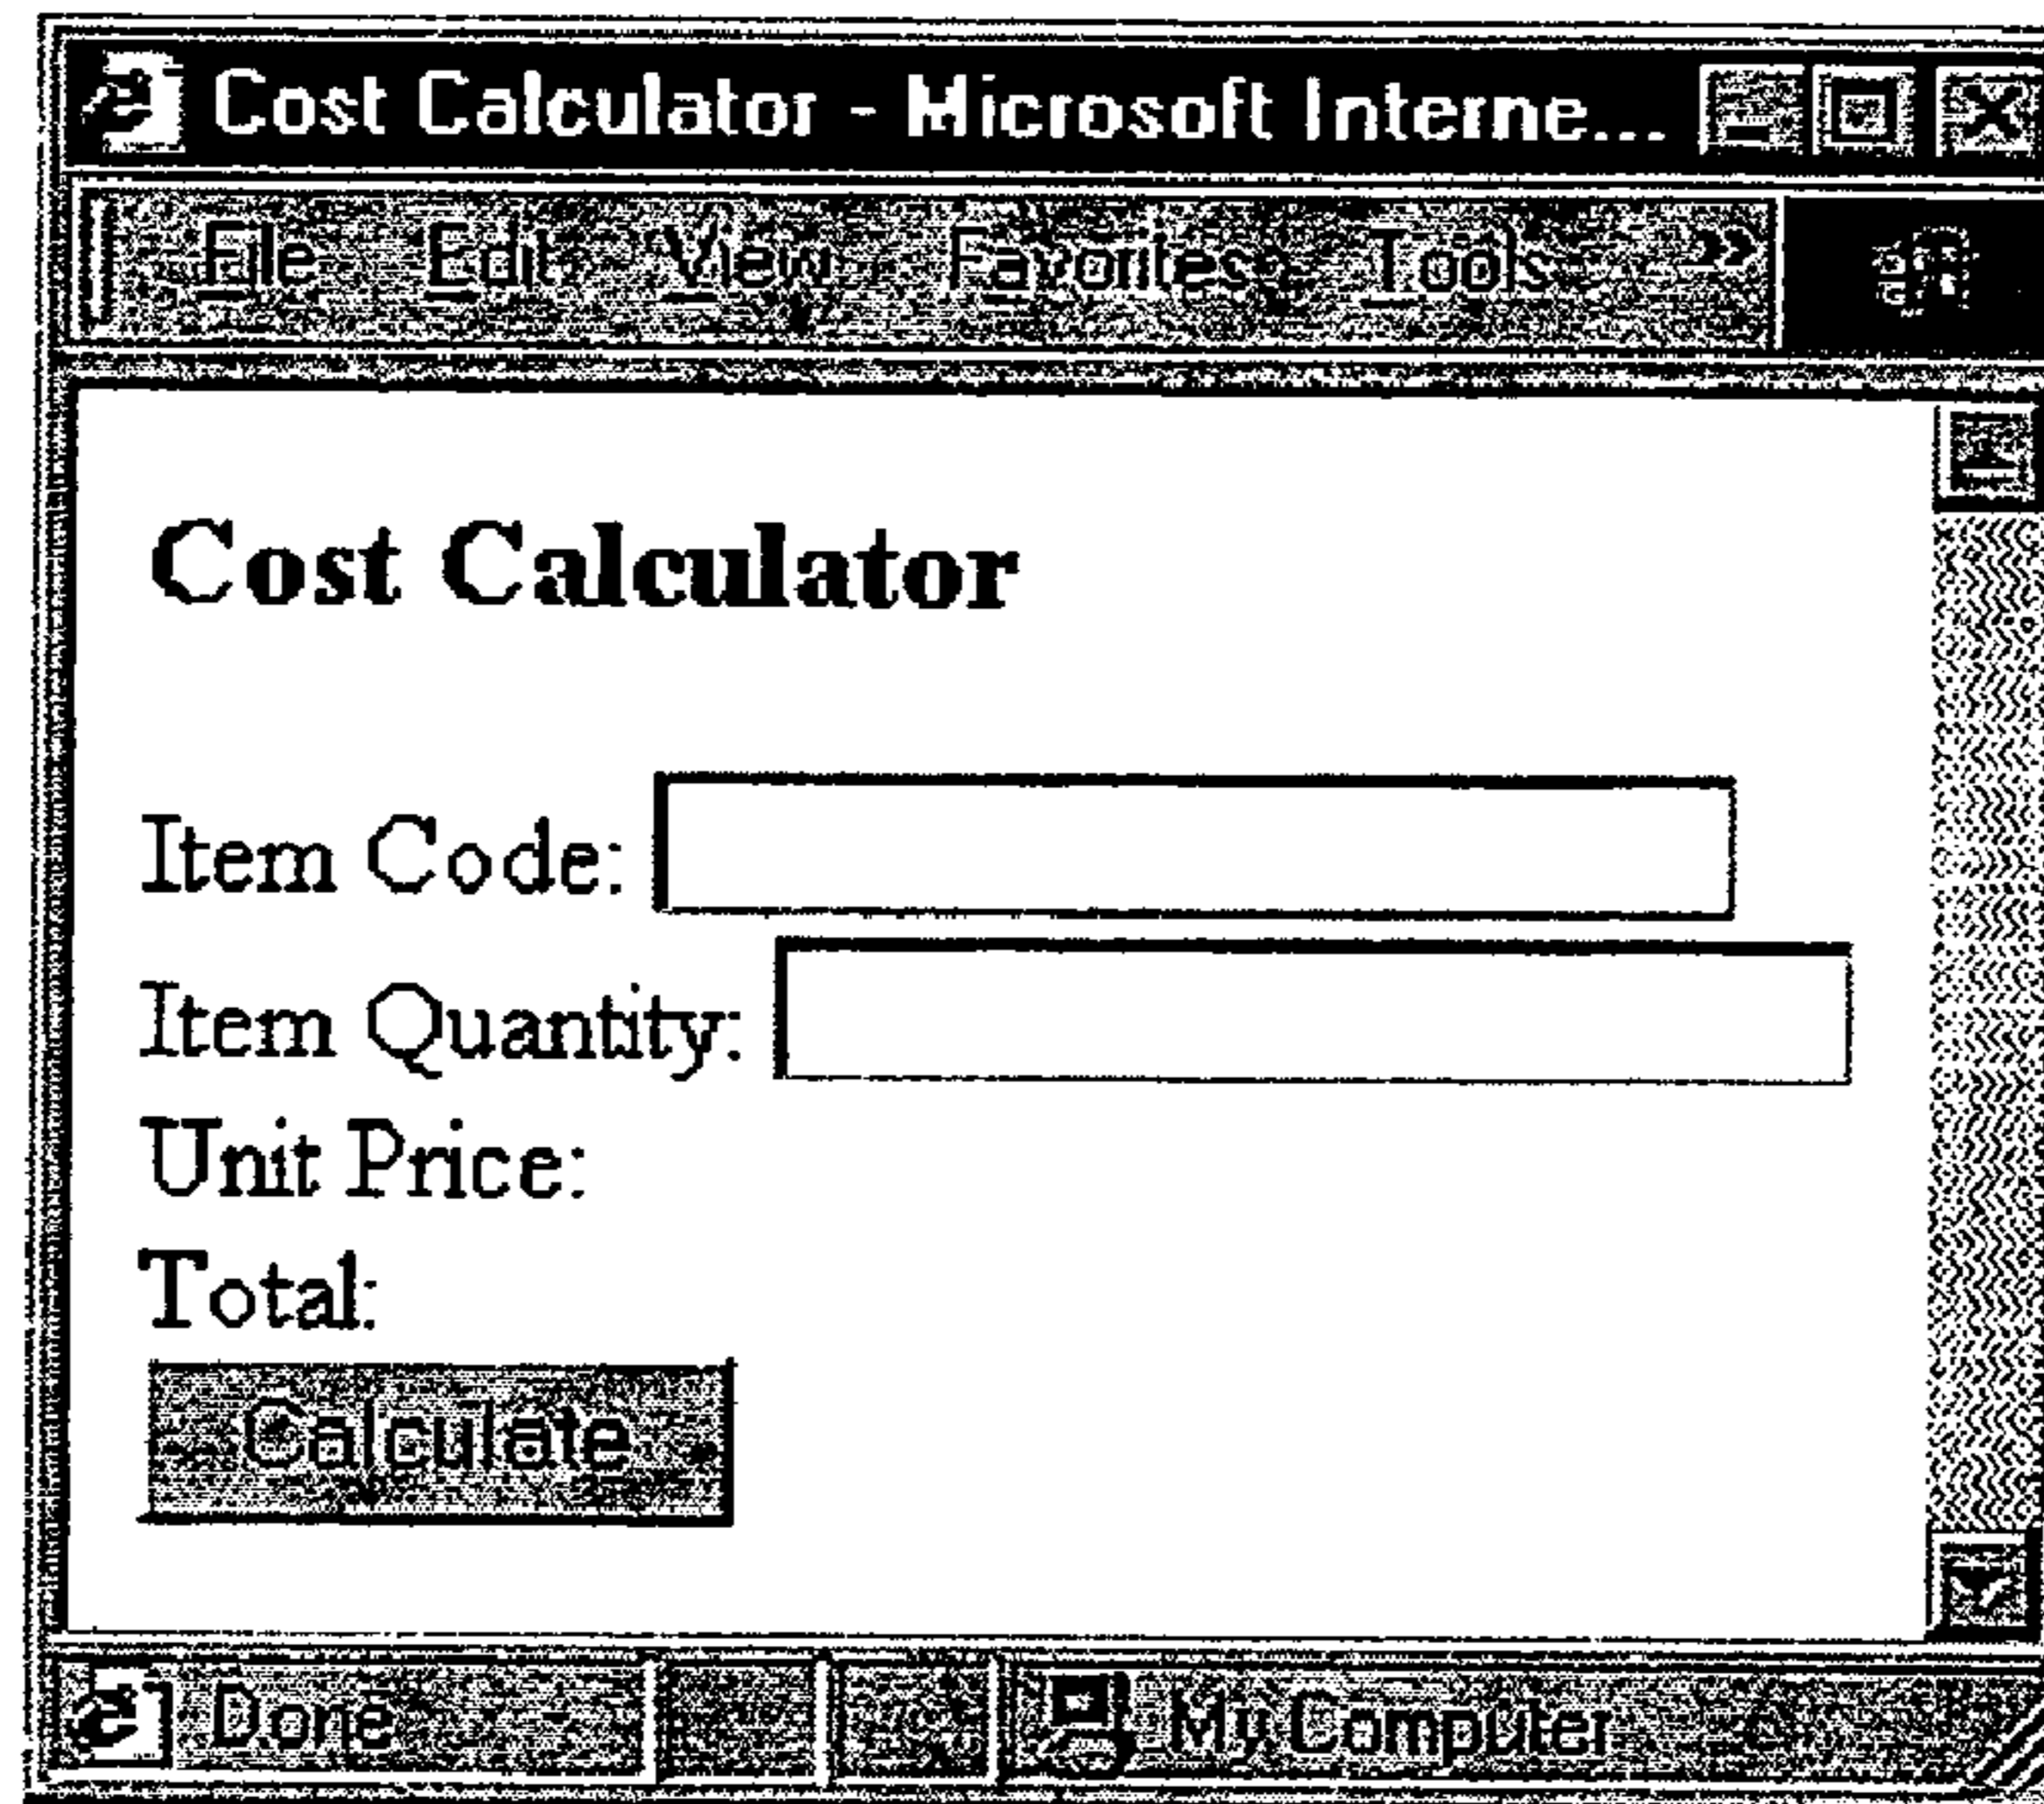 Cost Calculator - Microsoft Interne...
File Edit View Favorites Tools »
Cost Calculator
Item Code:
Item Quantity:
Unit Price:
Total:
Calculate
Done My Computer